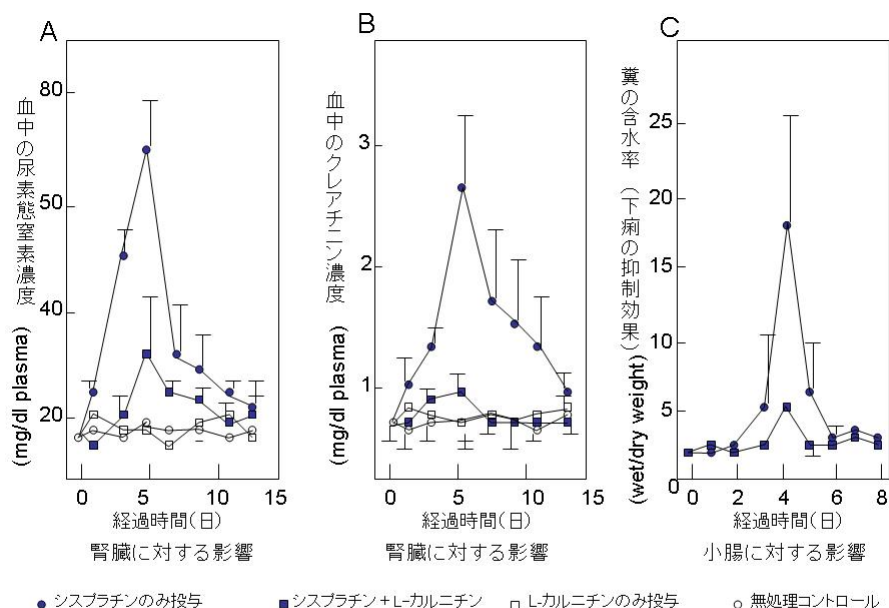 A
血中の尿素態窒素濃度
(mg/dl plasma)
80
50
40
20
0
5
10
15
経過時間(日)
腎臓に対する影響
B
血中のクレアチニン濃度
(mg/dl plasma)
3
2
1
0
5
10
15
経過時間(日)
腎臓に対する影響
C
糞の含水率 (下痢の抑制効果)
(wet/dry weight)
25
20
15
10
5
0
2
4
6
8
経過時間(日)
小腸に対する影響
シスプラチンのみ投与
シスプラチン+L-カルニチン
L-カルニチンのみ投与
無処理コントロール